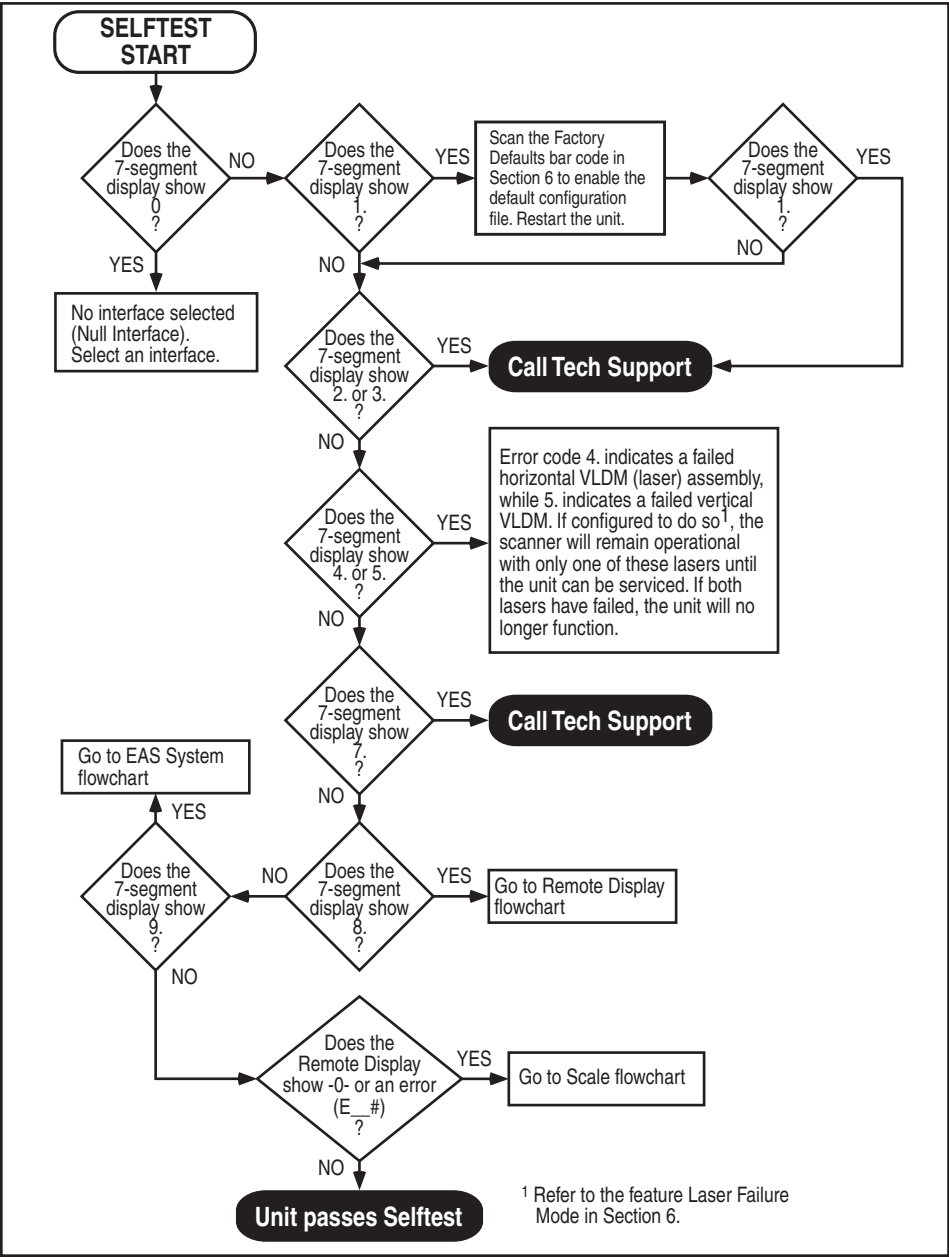 SELFTEST
START
Does the
7-segment
display show
0
?
NO
YES
No interface selected
(Null Interface).
Select an interface.
Does the
7-segment
display show
1.
?
YES
NO
Scan the Factory
Defaults bar code in
Section 6 to enable the
default configuration
file. Restart the unit.
Does the
7-segment
display show
1.
?
YES
NO
Does the
7-segment
display show
2. or 3.
?
YES
Call Tech Support
NO
Does the
7-segment
display show
4. or 5.
?
YES
Error code 4. indicates a failed
horizontal VLDM (laser) assembly,
while 5. indicates a failed vertical
VLDM. If configured to do so1, the
scanner will remain operational
with only one of these lasers until
the unit can be serviced. If both
lasers have failed, the unit will no
longer function.
NO
Does the
7-segment
display show
7.
?
YES
Call Tech Support
NO
Does the
7-segment
display show
8.
?
YES
Go to Remote Display
flowchart
NO
Does the
7-segment
display show
9.
?
YES
Go to EAS System
flowchart
NO
Does the
Remote Display
show -0- or an error
(E__#)
?
YES
Go to Scale flowchart
NO
Unit passes Selftest
1 Refer to the feature Laser Failure
Mode in Section 6.